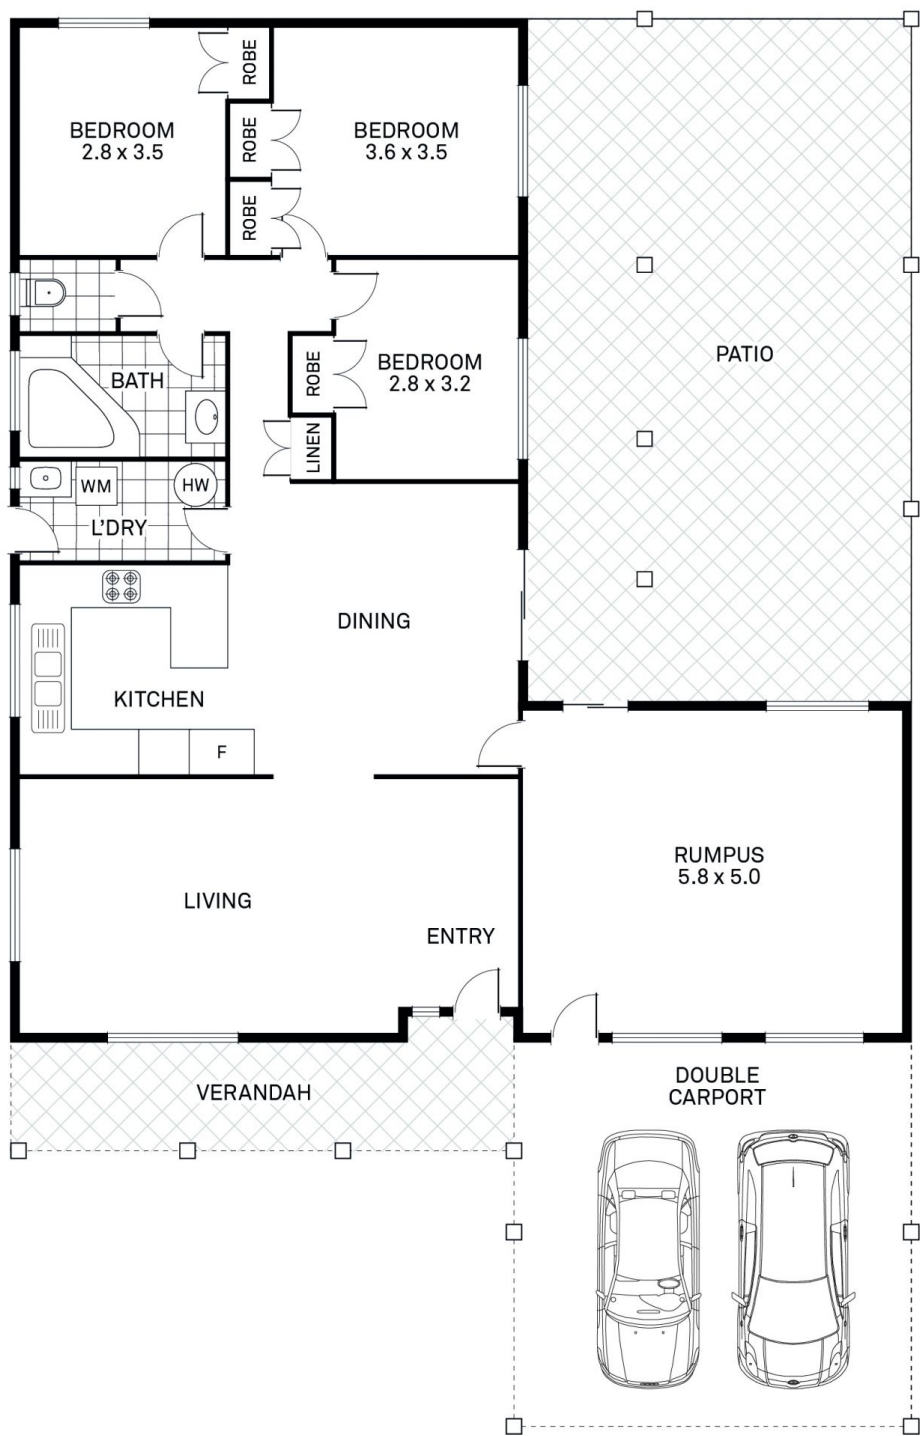 ROBE
BEDROOM
2.8 x 3.5
ROBE
BEDROOM
3.6 x 3.5
ROBE
BATH
ROBE
BEDROOM
2.8 x 3.2
PATIO
LINEN
WM
HW
L'DRY
DINING
KITCHEN
F
LIVING
ENTRY
RUMPUS
5.8 x 5.0
VERANDAH
DOUBLE
CARPORT